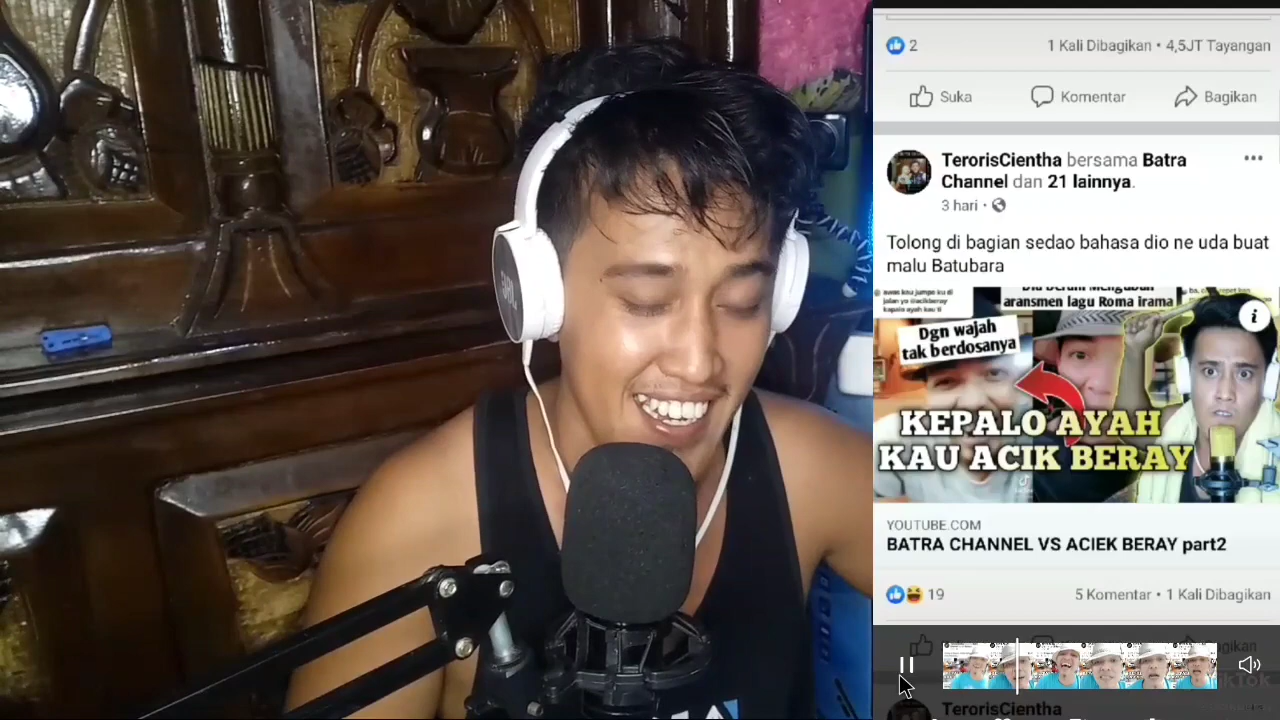 2
1 Kali Dibagikan • 4,5JT Tayangan
Suka
Komentar
Bagikan
TerorisCientha bersama Batra
Channel dan 21 lainnya.
3 hari •
Tolong di bagian sedao bahasa dio ne uda buat
malu Batubara
aransmen lagu Roma irama
Dgn wajah
tak berdosanya
KEPALO AYAH
KAU ACIK BERAY
YOUTUBE.COM
BATRA CHANNEL VS ACIEK BERAY part2
19
5 Komentar • 1 Kali Dibagikan
TerorisCientha